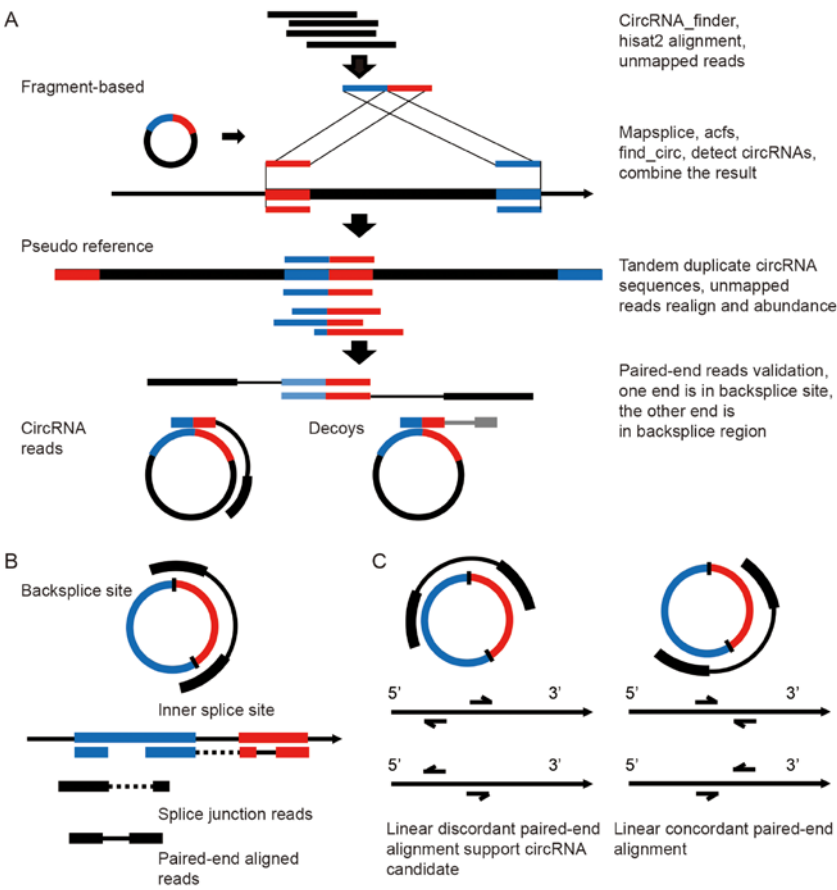 A
CircRNA_finder,
hisat2 alignment,
unmapped reads
Fragment-based
Mapsplice, acfs,
find_circ, detect circRNAs,
combine the result
Pseudo reference
Tandem duplicate circRNA
sequences, unmapped
reads realign and abundance
Paired-end reads validation,
one end is in backsplice site,
the other end is
in backsplice region
CircRNA
reads
Decoys
B
Backsplice site
Inner splice site
Splice junction reads
Paired-end aligned
reads
C
5’ 3’
5’ 3’
Linear discordant paired-end
alignment support circRNA
candidate
5’ 3’
5’ 3’
Linear concordant paired-end
alignment